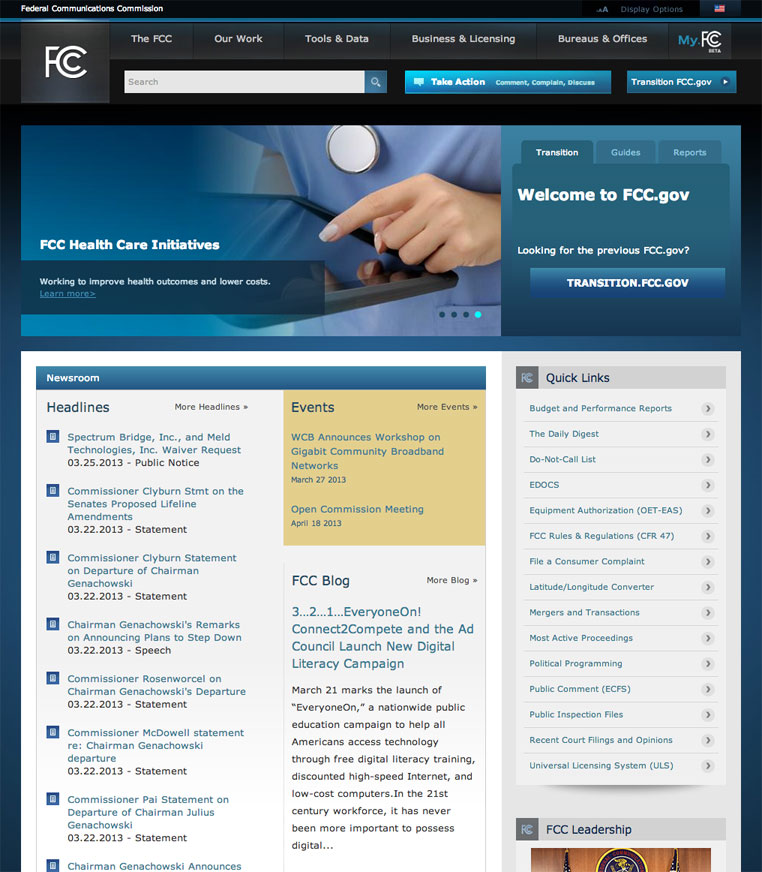 Federal Communications Commission
AA Display Options
The FCC Our Work Tools & Data Business & Licensing Bureaus & Offices My.FCC
BETA
FCC
Search
Take Action Comment, Complain, Discuss
Transition FCC.gov
FCC Health Care Initiatives
Working to improve health outcomes and lower costs.
Learn more>
Transition Guides Reports
Welcome to FCC.gov
Looking for the previous FCC.gov?
TRANSITION.FCC.GOV
Newsroom
Headlines
More Headlines »
Spectrum Bridge, Inc., and Meld
Technologies, Inc. Waiver Request
03.25.2013 - Public Notice
Commissioner Clyburn Stmt on the
Senates Proposed Lifeline
Amendments
03.22.2013 - Statement
Commissioner Clyburn Statement
on Departure of Chairman
Genachowski
03.22.2013 - Statement
Chairman Genachowski's Remarks
on Announcing Plans to Step Down
03.22.2013 - Speech
Commissioner Rosenworcel on
Chairman Genachowski's Departure
03.22.2013 - Statement
Commissioner McDowell statement
re: Chairman Genachowski
departure
03.22.2013 - Statement
Commissioner Pai Statement on
Departure of Chairman Julius
Genachowski
03.22.2013 - Statement
Chairman Genachowski Announces
Events
More Events »
WCB Announces Workshop on
Gigabit Community Broadband
Networks
March 27 2013
Open Commission Meeting
April 18 2013
FCC Blog
More Blog »
3...2...1...EveryoneOn!
Connect2Compete and the Ad
Council Launch New Digital
Literacy Campaign
March 21 marks the launch of
“EveryoneOn,” a nationwide public
education campaign to help all
Americans access technology
through free digital literacy training,
discounted high-speed Internet, and
low-cost computers.In the 21st
century workforce, it has never
been more important to possess
digital...
FCC Quick Links
Budget and Performance Reports
The Daily Digest
Do-Not-Call List
EDOCS
Equipment Authorization (OET-EAS)
FCC Rules & Regulations (CFR 47)
File a Consumer Complaint
Latitude/Longitude Converter
Mergers and Transactions
Most Active Proceedings
Political Programming
Public Comment (ECFS)
Public Inspection Files
Recent Court Filings and Opinions
Universal Licensing System (ULS)
FCC FCC Leadership